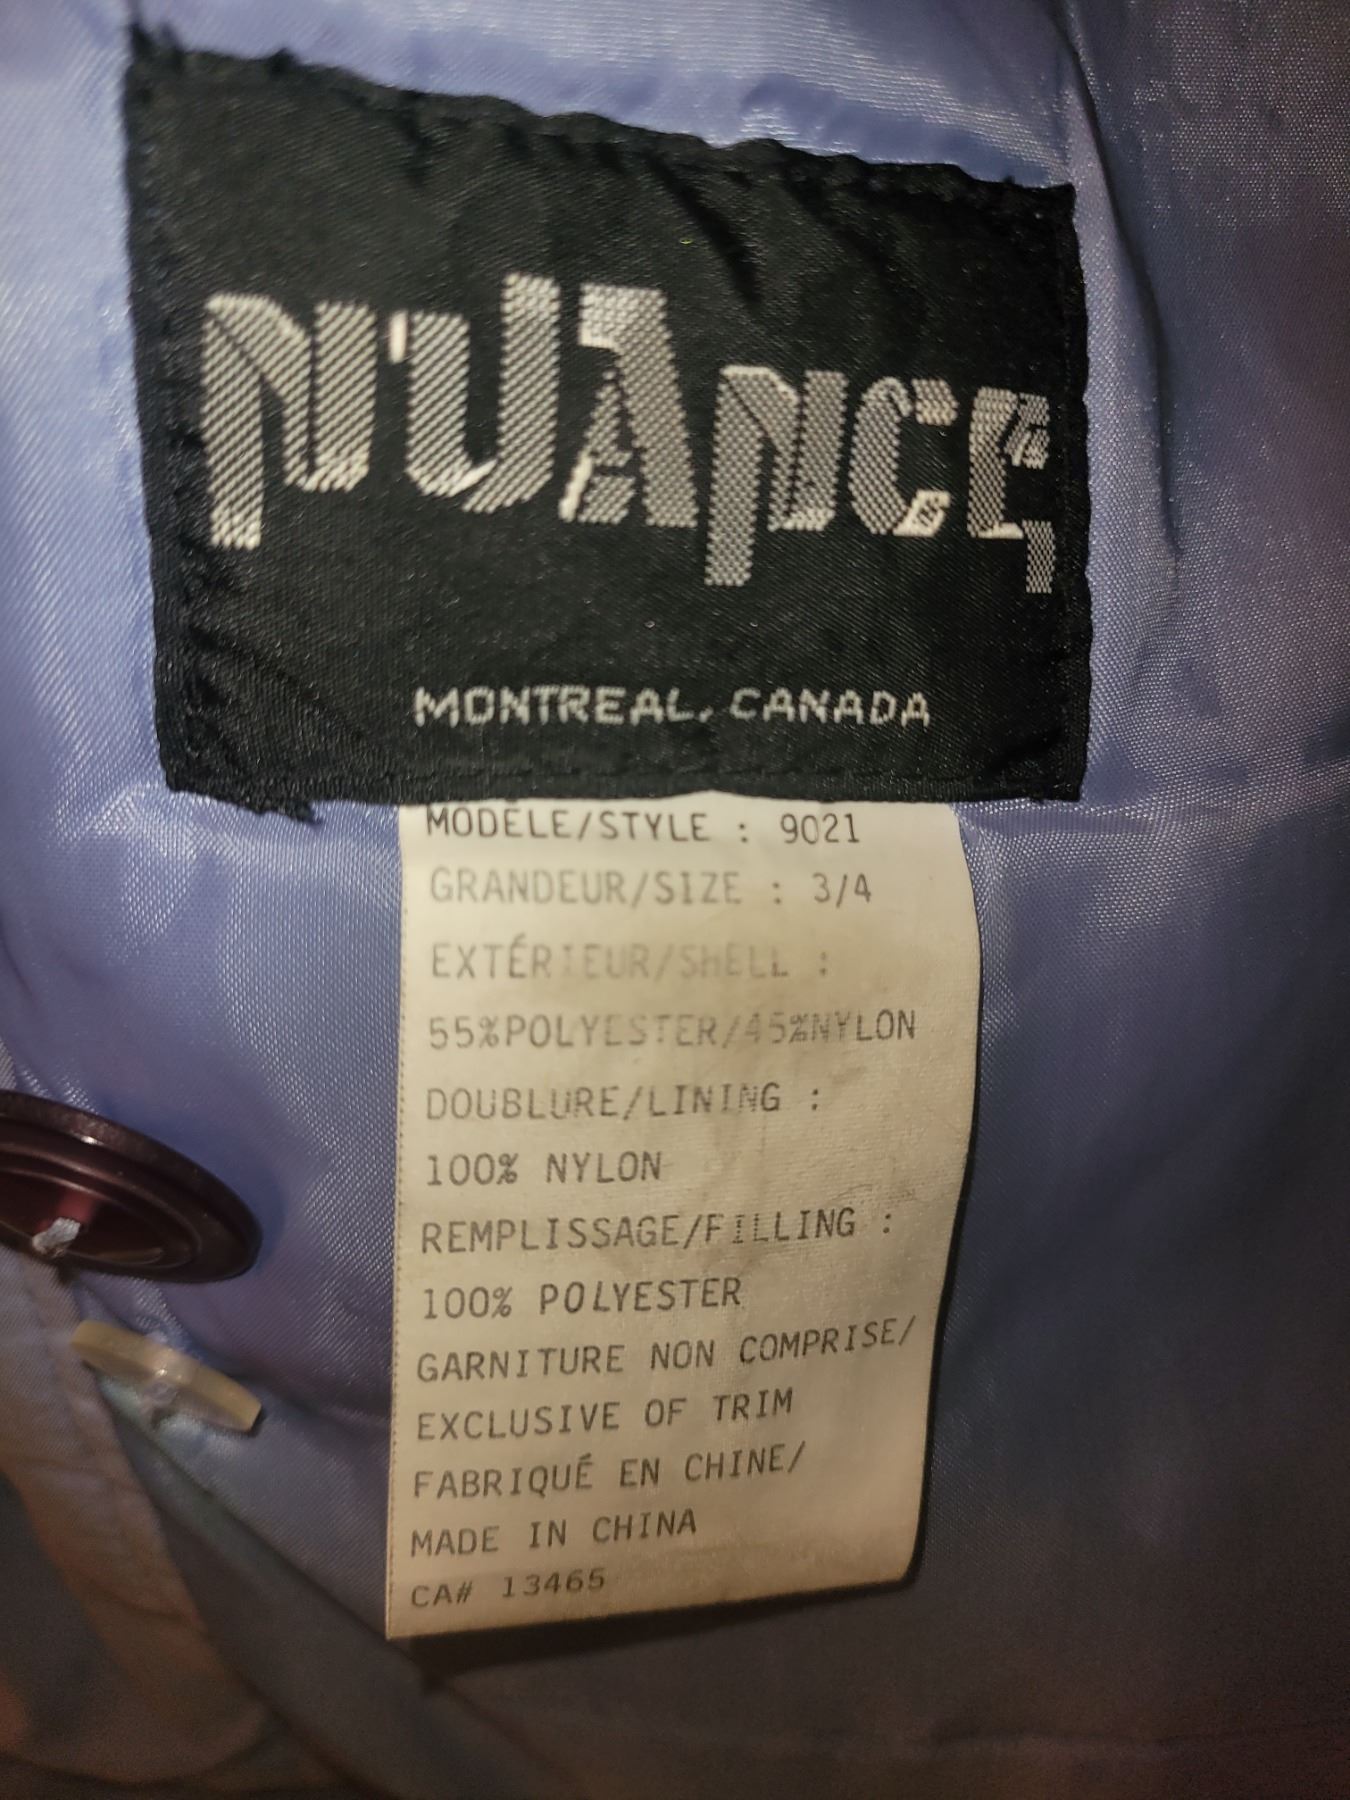 NUANCE
MONTREAL, CANADA
MODÈLE/STYLE : 9021
GRANDEUR/SIZE : 3/4
EXTÉRIEUR/SHELL :
55%POLYESTER/45%NYLON
DOUBLURE/LINING :
100% NYLON
REMPLISSAGE/FILLING :
100% POLYESTER
GARNITURE NON COMPRISE/
EXCLUSIVE OF TRIM
FABRIQUÉ EN CHINE/
MADE IN CHINA
CA# 13465